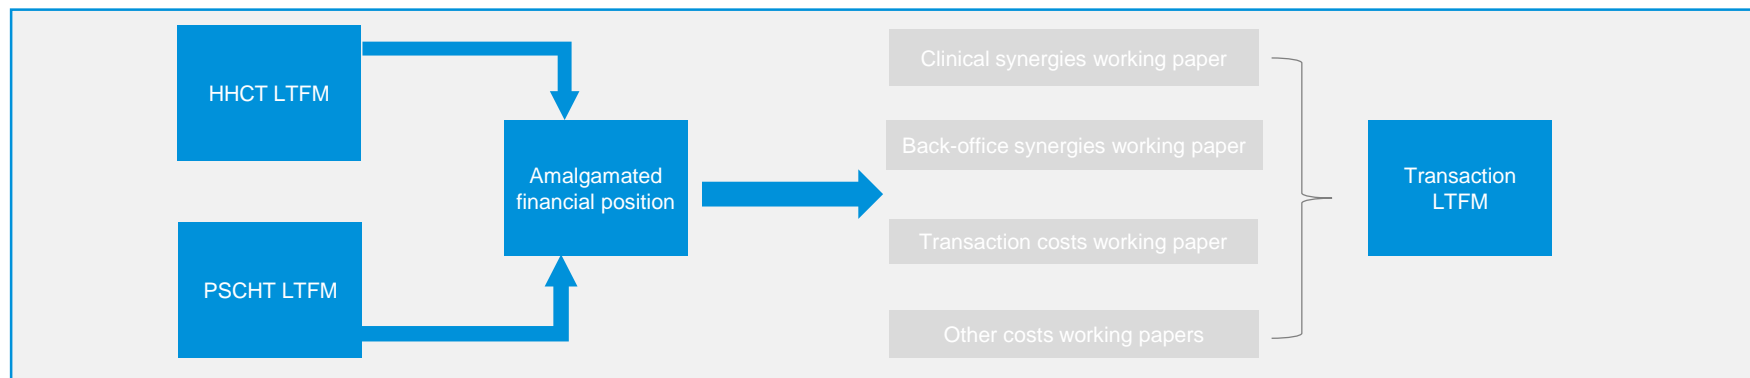 HHCT LTFM
PSCHT LTFM
Amalgamated
financial position
Clinical synergies working paper
Back-office synergies working paper
Transaction costs working paper
Other costs working papers
Transaction
LTFM